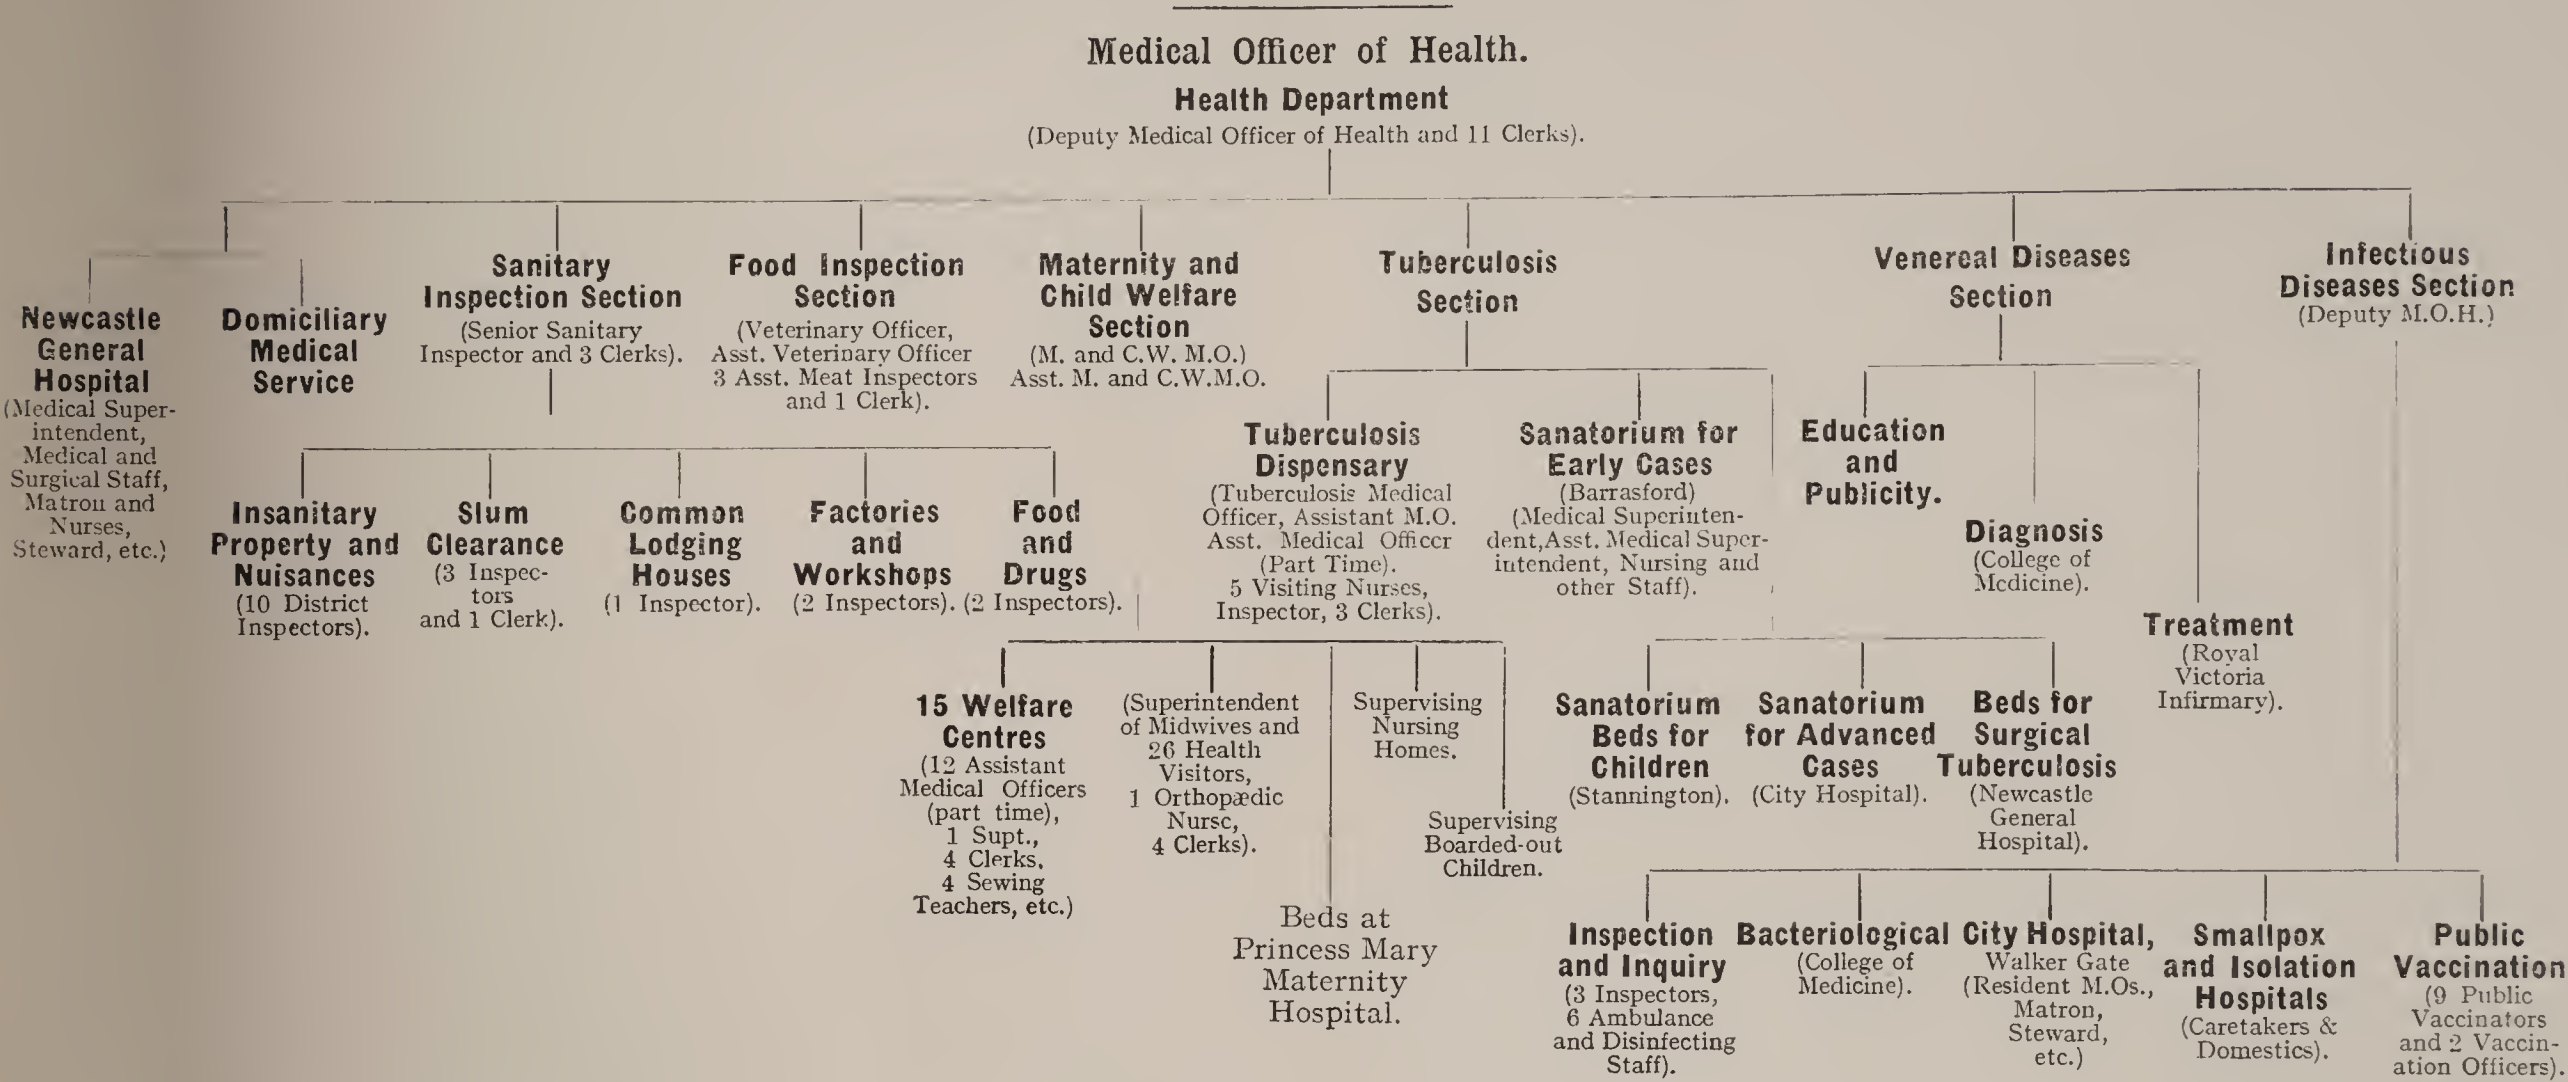 Medical Officer of Health.
Health Department
(Deputy Medical Officer of Health and 11 Clerks).
Newcastle
General
Hospital
(Medical Super-
intendent,
Medical and
Surgical Staff,
Matron and
Nurses,
Steward, etc.)
Domiciliary
Medical
Service
Sanitary
Inspection Section
(Senior Sanitary
Inspector and 3 Clerks).
Food Inspection
Section
(Veterinary Officer,
Asst. Veterinary Officer
3 Asst. Meat Inspectors
and 1 Clerk).
Maternity and
Child Welfare
Section
(M. and C.W. M.O.)
Asst. M. and C.W.M.O.
Tuberculosis
Section
Venereal Diseases
Section
Infectious
Diseases Section
(Deputy M.O.H.)
Insanitary
Property and
Nuisances
(10 District
Inspectors).
Slum
Clearance
(3 Inspec-
tors
and 1 Clerk).
Common
Lodging
Houses
(1 Inspector).
Factories
and
Workshops
(2 Inspectors).
Food
and
Drugs
(2 Inspectors).
Tuberculosis
Dispensary
(Tuberculosis Medical
Officer, Assistant M.O.
Asst. Medical Officer
(Part Time).
5 Visiting Nurses,
Inspector, 3 Clerks).
Sanatorium for
Early Cases
(Barrasford)
(Medical Superinten-
dent,Asst. Medical Super-
intendent, Nursing and
other Staff).
Education
and
Publicity.
Diagnosis
(College of
Medicine).
Treatment
(Royal
Victoria
Infirmary).
15 Welfare
Centres
(12 Assistant
Medical Officers
(part time),
1 Supt.,
4 Clerks,
4 Sewing
Teachers, etc.)
(Superintendent
of Midwives and
26 Health
Visitors,
1 Orthopædic
Nurse,
4 Clerks).
Beds at
Princess Mary
Maternity
Hospital.
Supervising
Nursing
Homes.
Supervising
Boarded-out
Children.
Sanatorium
Beds for
Children
(Stannington).
Sanatorium
for Advanced
Cases
(City Hospital).
Beds for
Surgical
Tuberculosis
(Newcastle
General
Hospital).
Inspection
and Inquiry
(3 Inspectors,
6 Ambulance
and Disinfecting
Staff).
Bacteriological
(College of
Medicine).
City Hospital,
Walker Gate
(Resident M.Os.,
Matron,
Steward,
etc.)
Smallpox
and Isolation
Hospitals
(Caretakers &
Domestics).
Public
Vaccination
(9 Public
Vaccinators
and 2 Vaccin-
ation Officers).